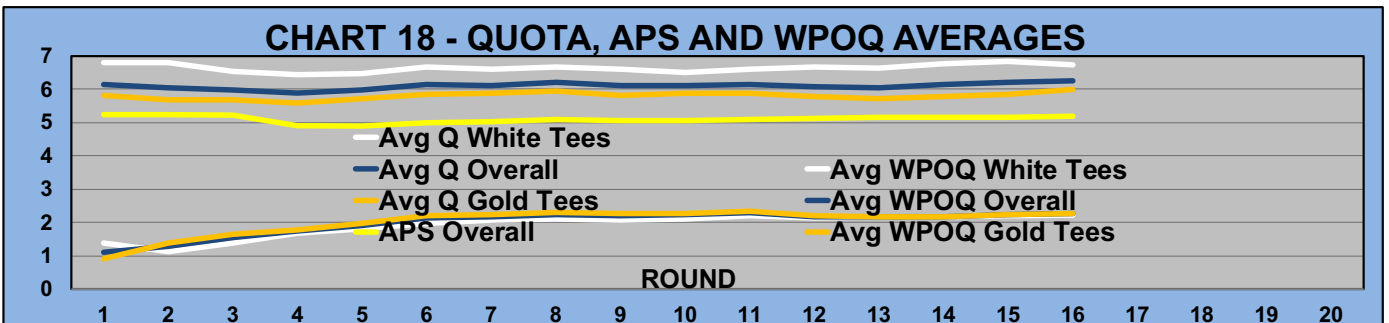 CHART 18 - QUOTA, APS AND WPOQ AVERAGES
7
6
5
4
3
2
1
0
Avg Q White Tees
Avg Q Overall
Avg Q Gold Tees
APS Overall
Avg WPOQ White Tees
Avg WPOQ Overall
Avg WPOQ Gold Tees
ROUND
1 2 3 4 5 6 7 8 9 10 11 12 13 14 15 16 17 18 19 20